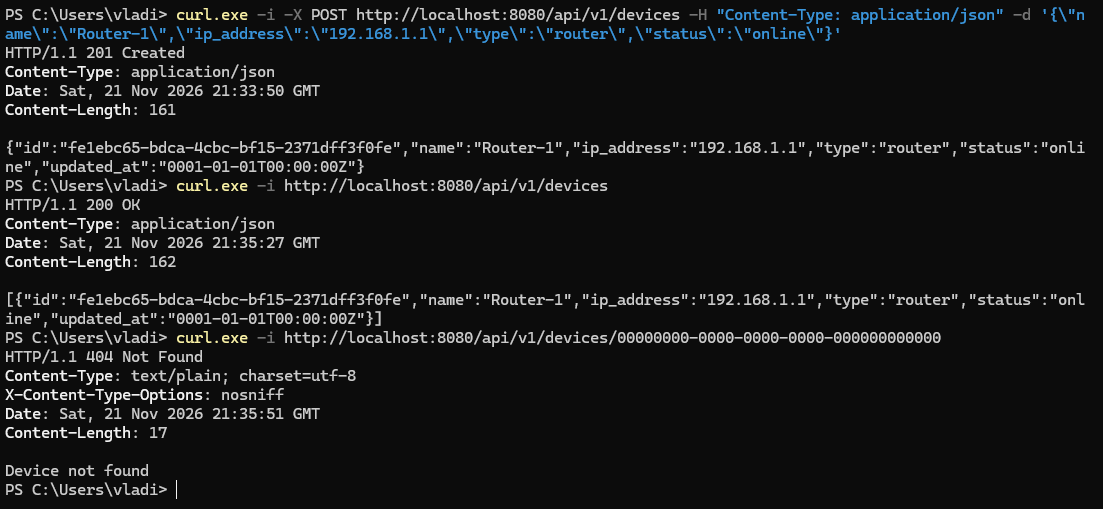 PS C:\Users\vladi> curl.exe -i -X POST http://localhost:8080/api/v1/devices -H "Content-Type: application/json" -d '{\"n
ame\":\"Router-1\",\"ip_address\":\"192.168.1.1\",\"type\":\"router\",\"status\":\"online\"}'
HTTP/1.1 201 Created
Content-Type: application/json
Date: Sat, 21 Nov 2026 21:33:50 GMT
Content-Length: 161

{"id":"fe1ebc65-bdca-4cbc-bf15-2371dff3f0fe","name":"Router-1","ip_address":"192.168.1.1","type":"router","status":"onli
ne","updated_at":"0001-01-01T00:00:00Z"}
PS C:\Users\vladi> curl.exe -i http://localhost:8080/api/v1/devices
HTTP/1.1 200 OK
Content-Type: application/json
Date: Sat, 21 Nov 2026 21:35:27 GMT
Content-Length: 162

[{"id":"fe1ebc65-bdca-4cbc-bf15-2371dff3f0fe","name":"Router-1","ip_address":"192.168.1.1","type":"router","status":"onl
ine","updated_at":"0001-01-01T00:00:00Z"}]
PS C:\Users\vladi> curl.exe -i http://localhost:8080/api/v1/devices/00000000-0000-0000-0000-000000000000
HTTP/1.1 404 Not Found
Content-Type: text/plain; charset=utf-8
X-Content-Type-Options: nosniff
Date: Sat, 21 Nov 2026 21:35:51 GMT
Content-Length: 17

Device not found
PS C:\Users\vladi>